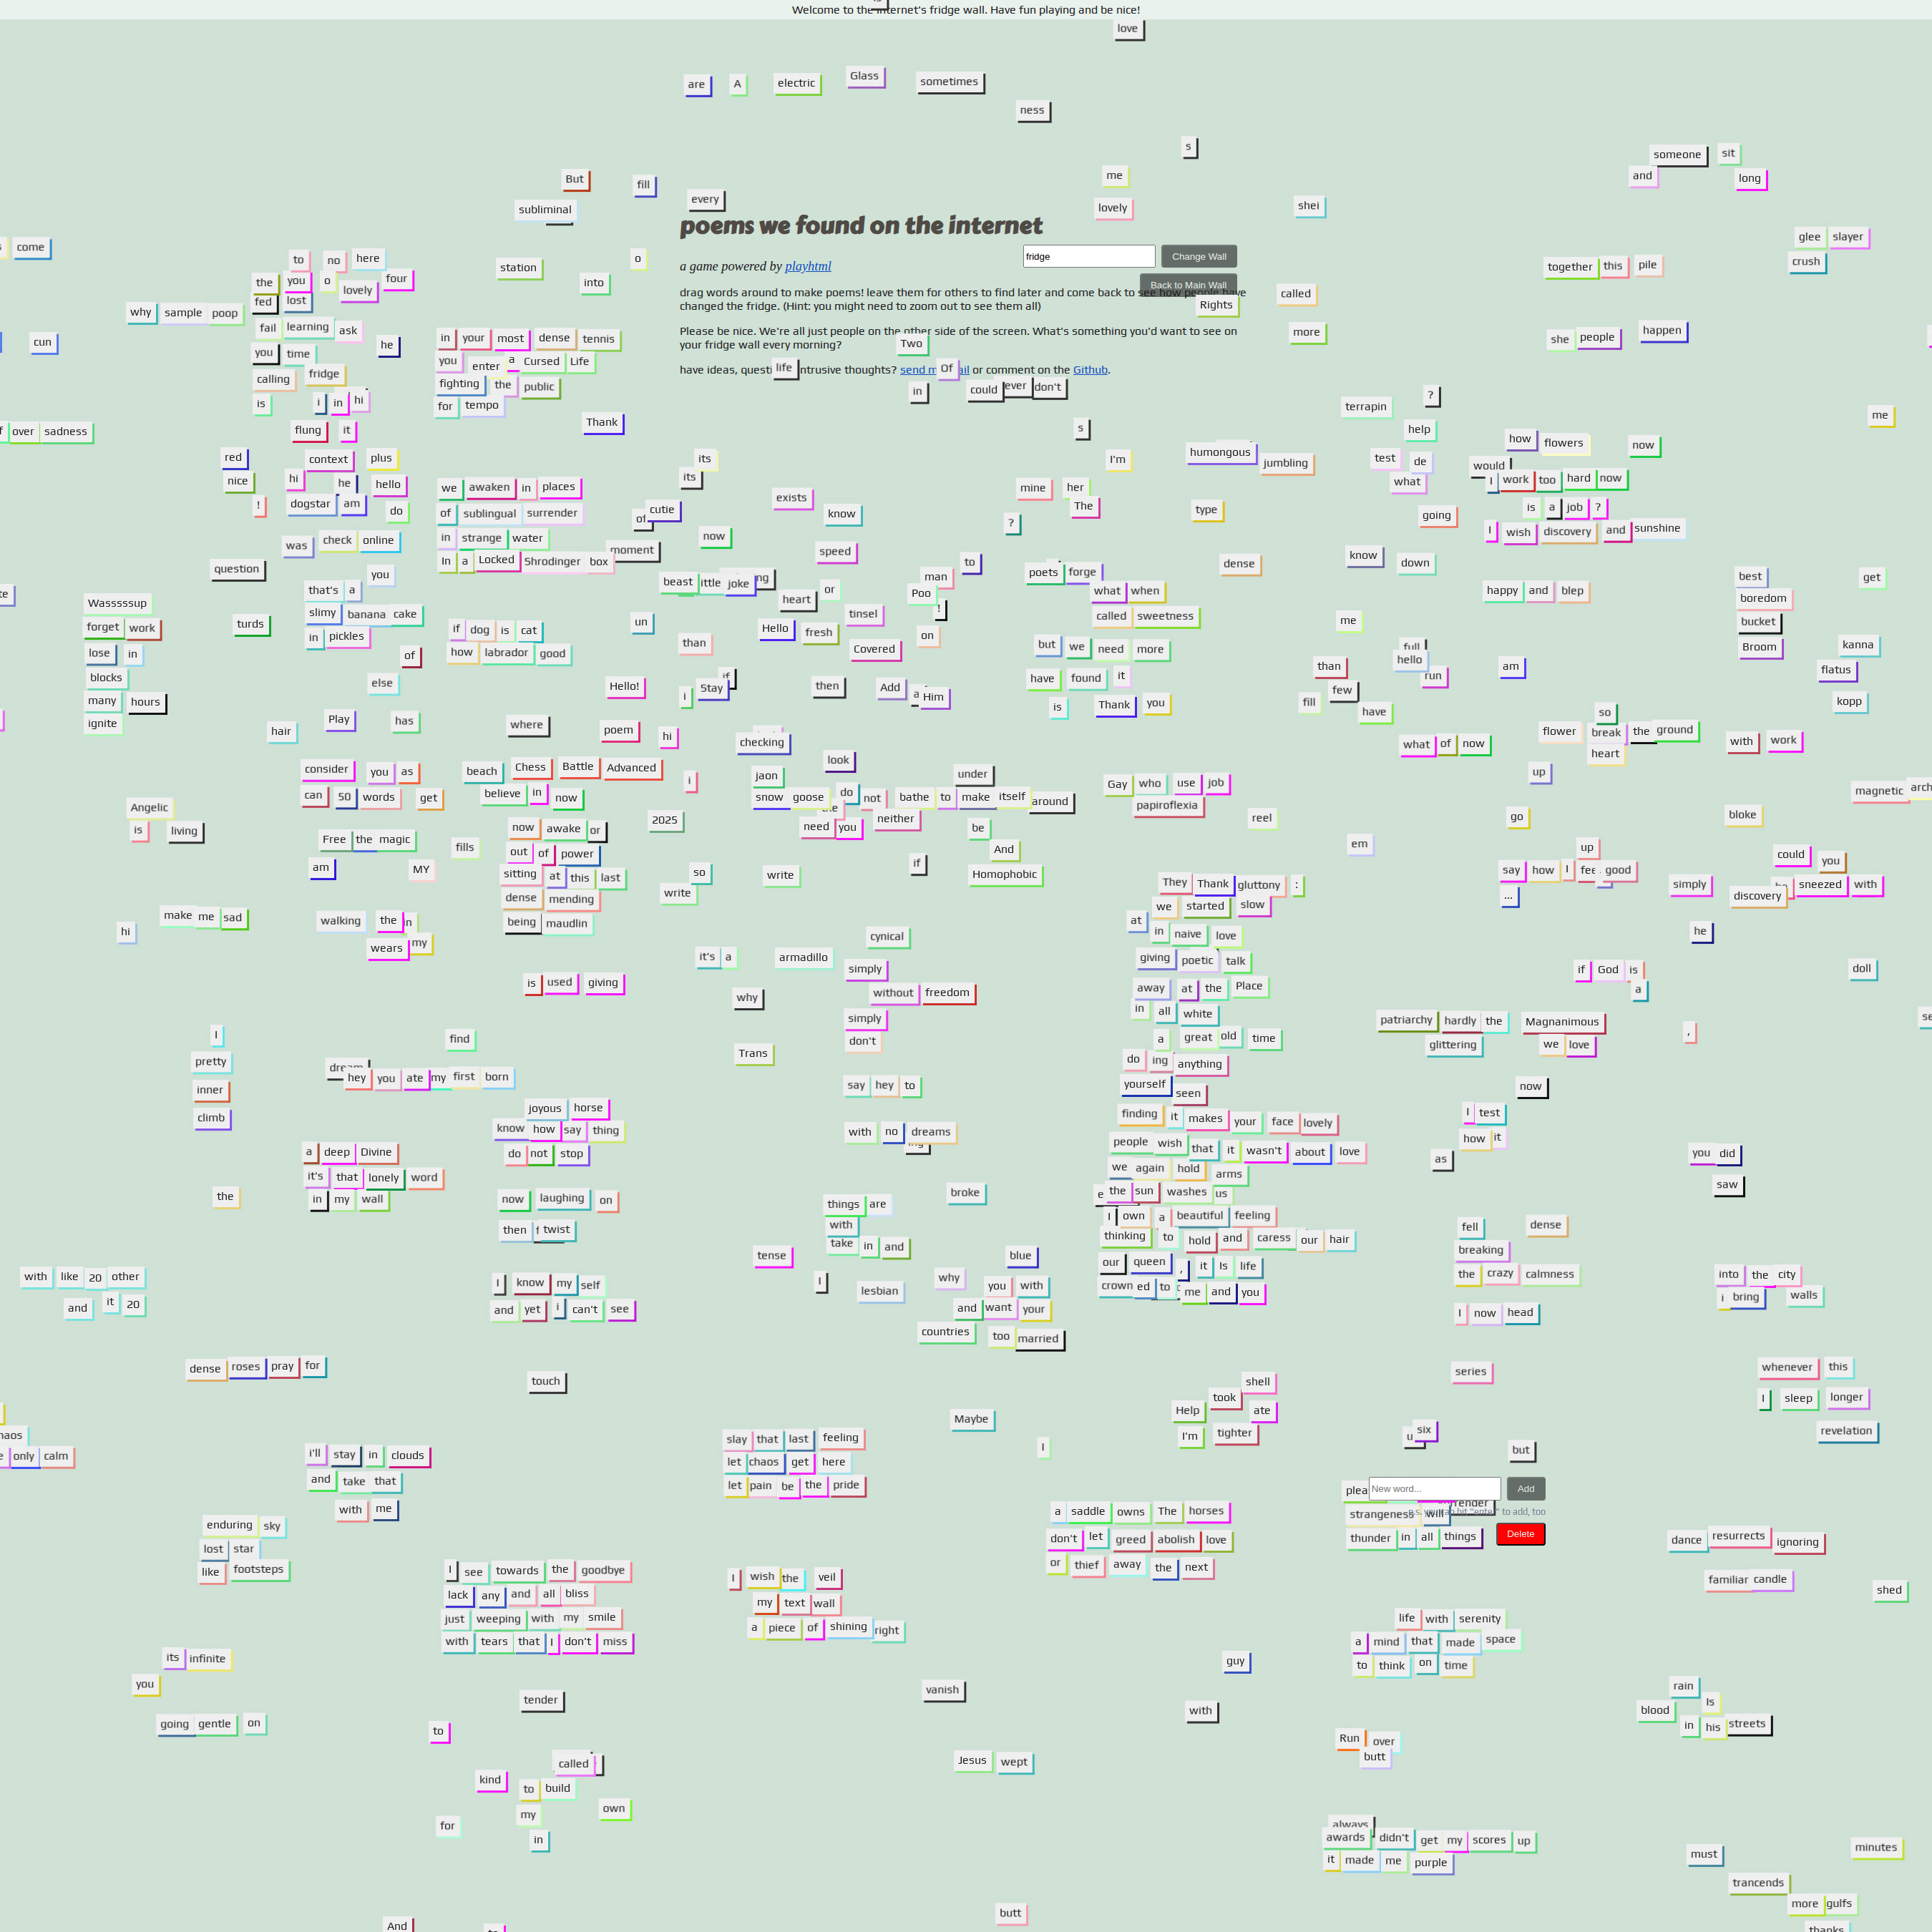 Welcome to the internet's fridge wall. Have fun playing and be nice!
love
are A electric Glass sometimes
ness
s
someone sit
and long
But fill every
subliminal
me
lovely
shei
poems we found on the internet
fridge Change Wall
a game powered by playhtml
Back to Main Wall
drag words around to make poems! leave them for others to find later and come back to see how people have
changed the fridge. (Hint: you might need to zoom out to see them all)
Rights
Please be nice. We're all just people on the other side of the screen. What's something you'd want to see on
your fridge wall every morning?
Two
life
Of
send
or comment on the Github.
in could ever don't
called
more
glee slayer
crush
together this pile
she people happen
come
cun
over sadness
to no here
the you o four
lovely
fed lost
why sample poop
fail learning ask
you time he
calling fridge
is i in hi
flung it
station into
o
in your most dense tennis
you enter a Cursed Life
fighting the public
for tempo
Thank
red context plus
nice hi he hello
! dogstar am do
was check online
question
you
that's a
slimy banana cake
in pickles
turds
of
else
Wasssssup
forget work
lose in
blocks
many hours
ignite
we awaken in places
of sublingual surrender
in strange water
In a Locked Shrodinger box
moment
cutie
its
its
exists
know
now
speed
beast joke
heart or
tinsel
Hello fresh
Covered
un
than
if dog is cat
how labrador good
Hello!
i Stay
then Add Him
s
I'm
humongous jumbling
mine her
The
?
type
to
man
Poo
!
on
poets forge
what when
called sweetness
but we need more
have found it
is Thank you
dense
terrapin ?
help
test de
what
going
know down
how flowers now
would
I work too hard now
is a job ?
I wish discovery and sunshine
me
happy and blep
me
than hello
run
few
fill have
am
best get
boredom
bucket
Broom
kanna
flatus
kopp
hair Play has
where poem hi
checking
look
so
flower break the ground
heart
what of now
up
with work
consider you as
can 50 words get
beach Chess Battle Advanced
believe in now
i
jaon
snow goose do not bathe to make itself around
under
need you neither
be
2025
Gay who use job
papiroflexia
reel
go
bloke
magnetic
em
Angelic
is living
Free the magic
am MY
fills
now awake or
out of power
sitting at this last
dense mending
being maudlin
so
write
write
if
And
Homophobic
They Thank gluttony :
we started slow
at in naive love
giving poetic talk
away at the Place
in all white
a great old time
do ing anything
yourself seen
finding it makes your face lovely
people wish that it wasn't about love
we again hold arms
the sun washes us
I own a beautiful feeling
thinking to hold and caress our hair
our queen , it Is life
crown ed to me and you
up
say how I good
...
simply
could you
sneezed with
discovery
hi
make me sad
walking the
wears my
is used giving
it's a armadillo
cynical
simply
without freedom
simply
don't
why
Trans
he
if God is
a
doll
patriarchy hardly the Magnanimous
glittering we love
,
I
pretty
inner
climb
the
find
dream
hey you ate my first born
joyous horse
know how say thing
do not stop
say hey to
with no dreams
now
I test
how it
as
you did
saw
a deep Divine
it's that lonely word
in my wall
now laughing on
then twist
things are
with
take in and
broke
tense
I
lesbian
blue
why you with
and want your
countries too married
fell dense
breaking
the crazy calmness
I now head
into the city
i bring walls
with like 20 other
and it 20
I know my self
and yet i can't see
dense roses pray for
touch
series
whenever this
I sleep longer
revelation
shell
took
Help ate
I'm tighter
Maybe
I
six
but
only calm
i'll stay in clouds
and take that
with me
slay that last feeling
let chaos get here
let pain be the pride
New word... Add
strangeness will
thunder in all things
Delete
a saddle owns The horses
don't let greed abolish love
or thief away the next
enduring sky
lost star
like footsteps
dance resurrects ignoring
familiar candle
shed
I see towards the goodbye
lack any and all bliss
just weeping with my smile
with tears that I don't miss
I wish the veil
my text wall
a piece of shining right
life with serenity
a mind that made space
to think on time
its infinite
you
going gentle on
guy
vanish
with
tender
to
rain
blood Is
in his streets
Run over
butt
Jesus wept
called
kind
to build
my own
for
in
always
awards didn't get my scores up
it made me purple
must
minutes
trancends
more gulfs
thanks
butt
And